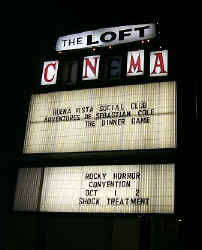 THE LOFT
CINEMA
BUENA VISTA SOCIAL CLUB
ADVENTURES OF SEBASTIAN COLE
THE DINNER GAME
ROCKY HORROR
CONVENTION
OCT 1 2
SHOCK TREATMENT